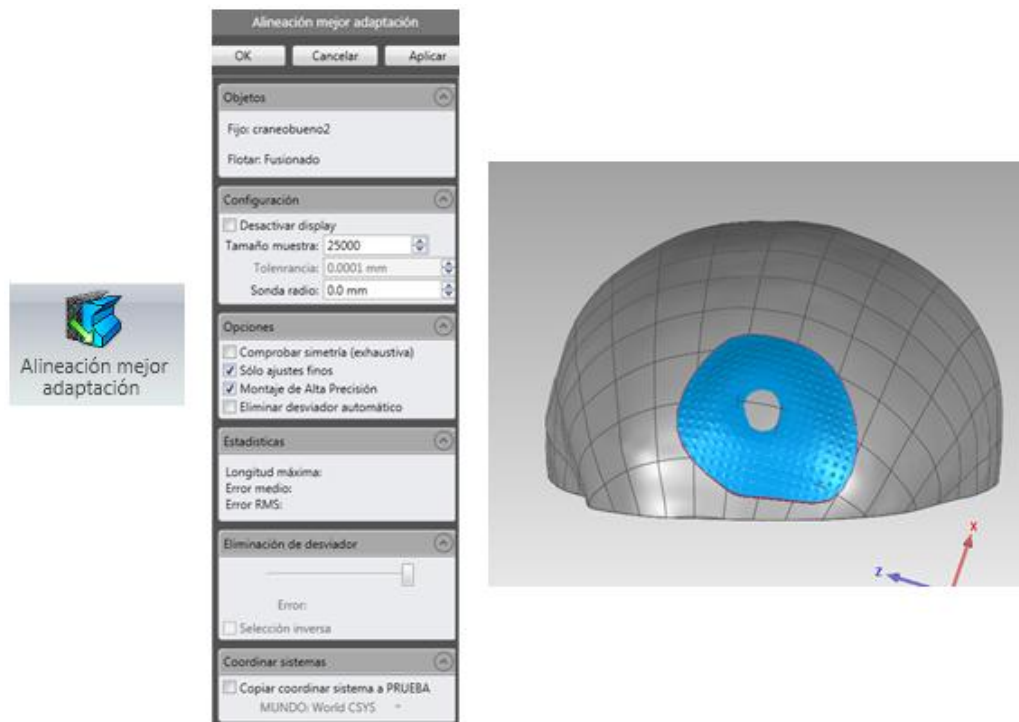 Alineación mejor
adaptación
Alineación mejor adaptación
OK Cancelar Aplicar
Objetos
Fijo: craneobueno2
Flotar: Fusionado
Configuración
Desactivar display
Tamaño muestra: 25000
Tolenrancia: 0.0001 mm
Sonda radio: 0.0 mm
Opciones
Comprobar simetría (exhaustiva)
Sólo ajustes finos
Montaje de Alta Precisión
Eliminar desviador automático
Estadisticas
Longitud máxima:
Error medio:
Error RMS:
Eliminación de desviador
Error:
Selección inversa
Coordinar sistemas
Copiar coordinar sistema a PRUEBA
MUNDO: World CSYS
X
Z